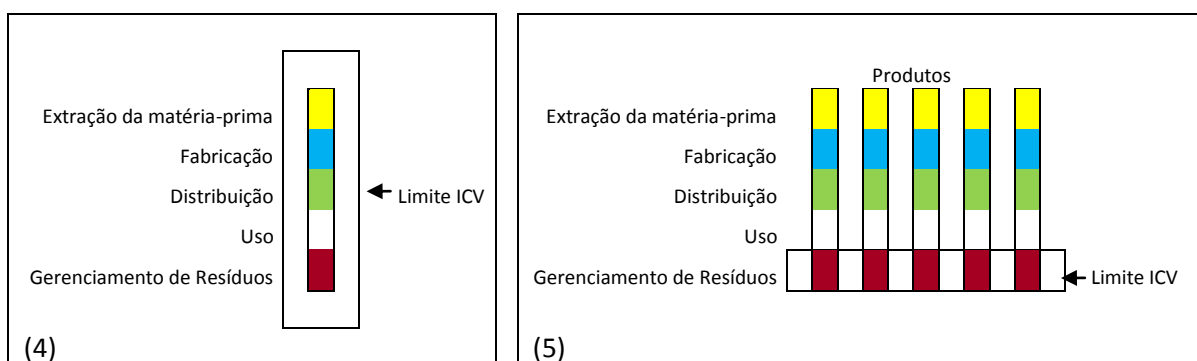 Extração da matéria-prima
Fabricação
Distribuição
Uso
Gerenciamento de Resíduos
Limite ICV
(4)
Produtos
Extração da matéria-prima
Fabricação
Distribuição
Uso
Gerenciamento de Resíduos
Limite ICV
(5)